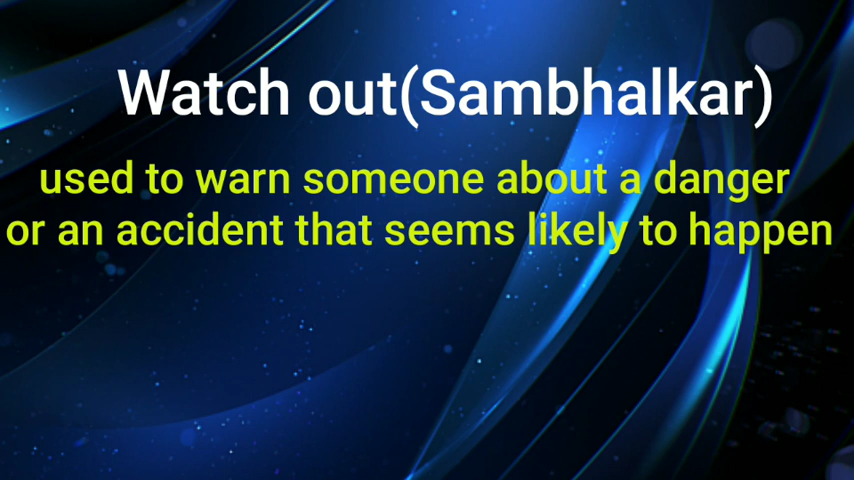 Watch out(Sambhalkar)
used to warn someone about a danger
or an accident that seems likely to happen